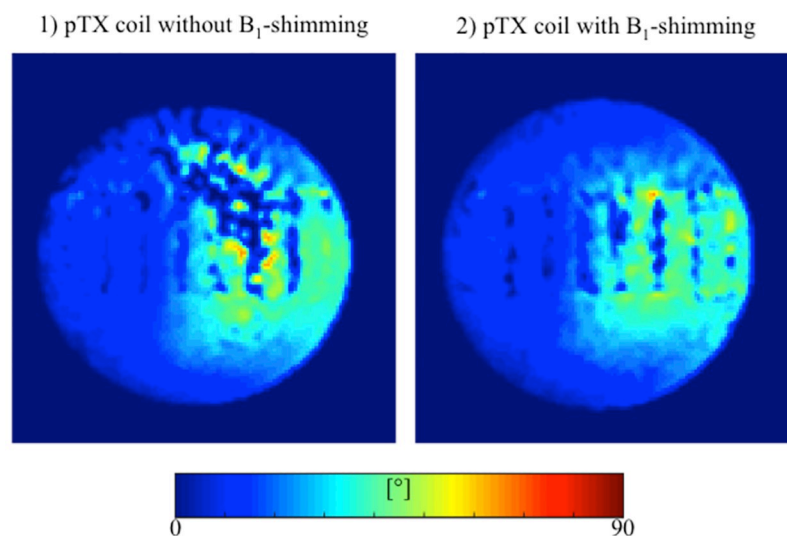 1) pTX coil without B₁-shimming
2) pTX coil with B₁-shimming
[°]
0
90